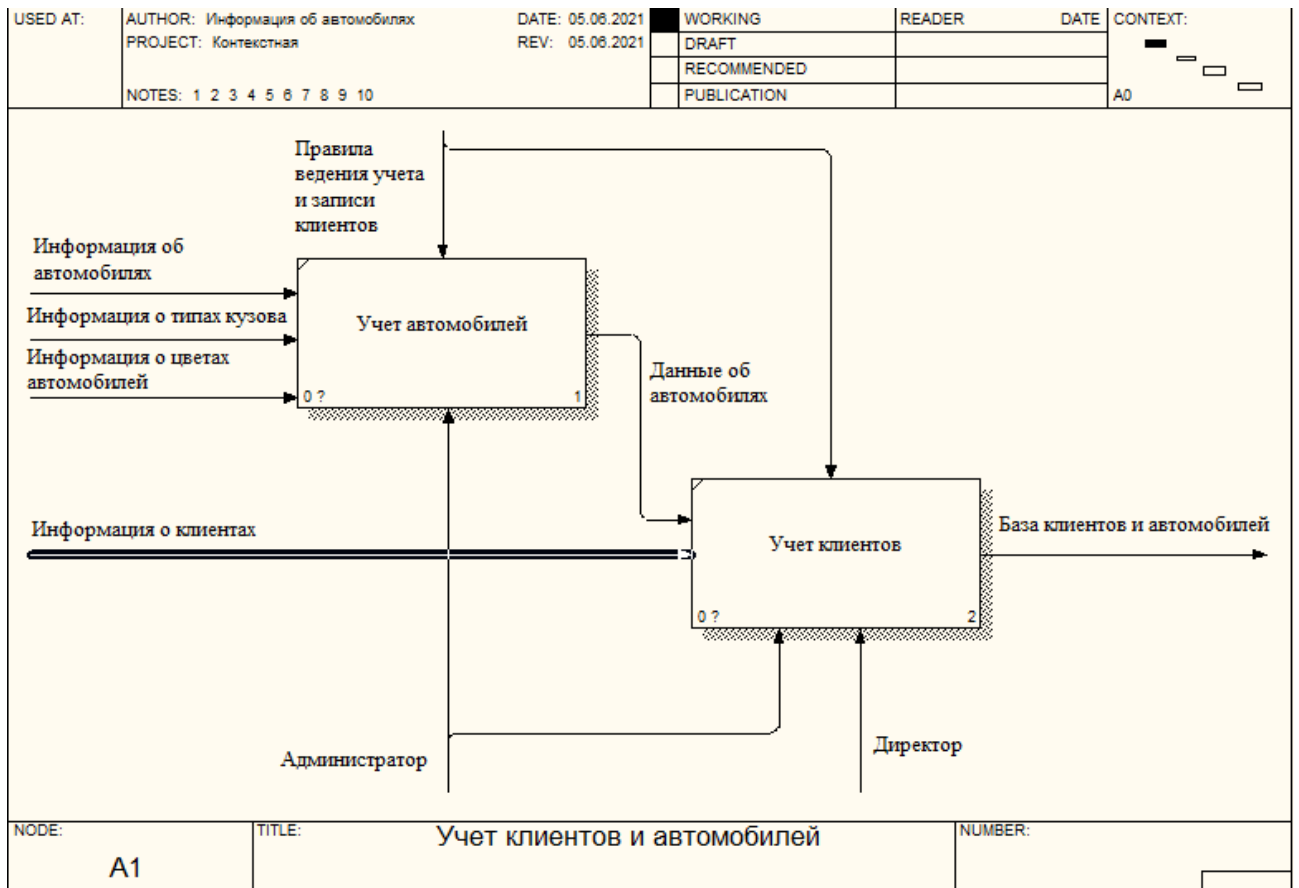 USED AT:
AUTHOR: Информация об автомобилях
DATE: 05.06.2021
PROJECT: Контекстная
REV: 05.06.2021
NOTES: 1 2 3 4 5 6 7 8 9 10
WORKING
DRAFT
RECOMMENDED
PUBLICATION
READER
DATE
CONTEXT:
A0
Правила
ведения учета
и записи
клиентов
Информация об
автомобилях
Информация о типах кузова
Информация о цветах
автомобилей
Учет автомобилей
0 ?
1
Данные об
автомобилях
Информация о клиентах
Учет клиентов
0 ?
2
База клиентов и автомобилей
Администратор
Директор
NODE:
A1
TITLE:
Учет клиентов и автомобилей
NUMBER: